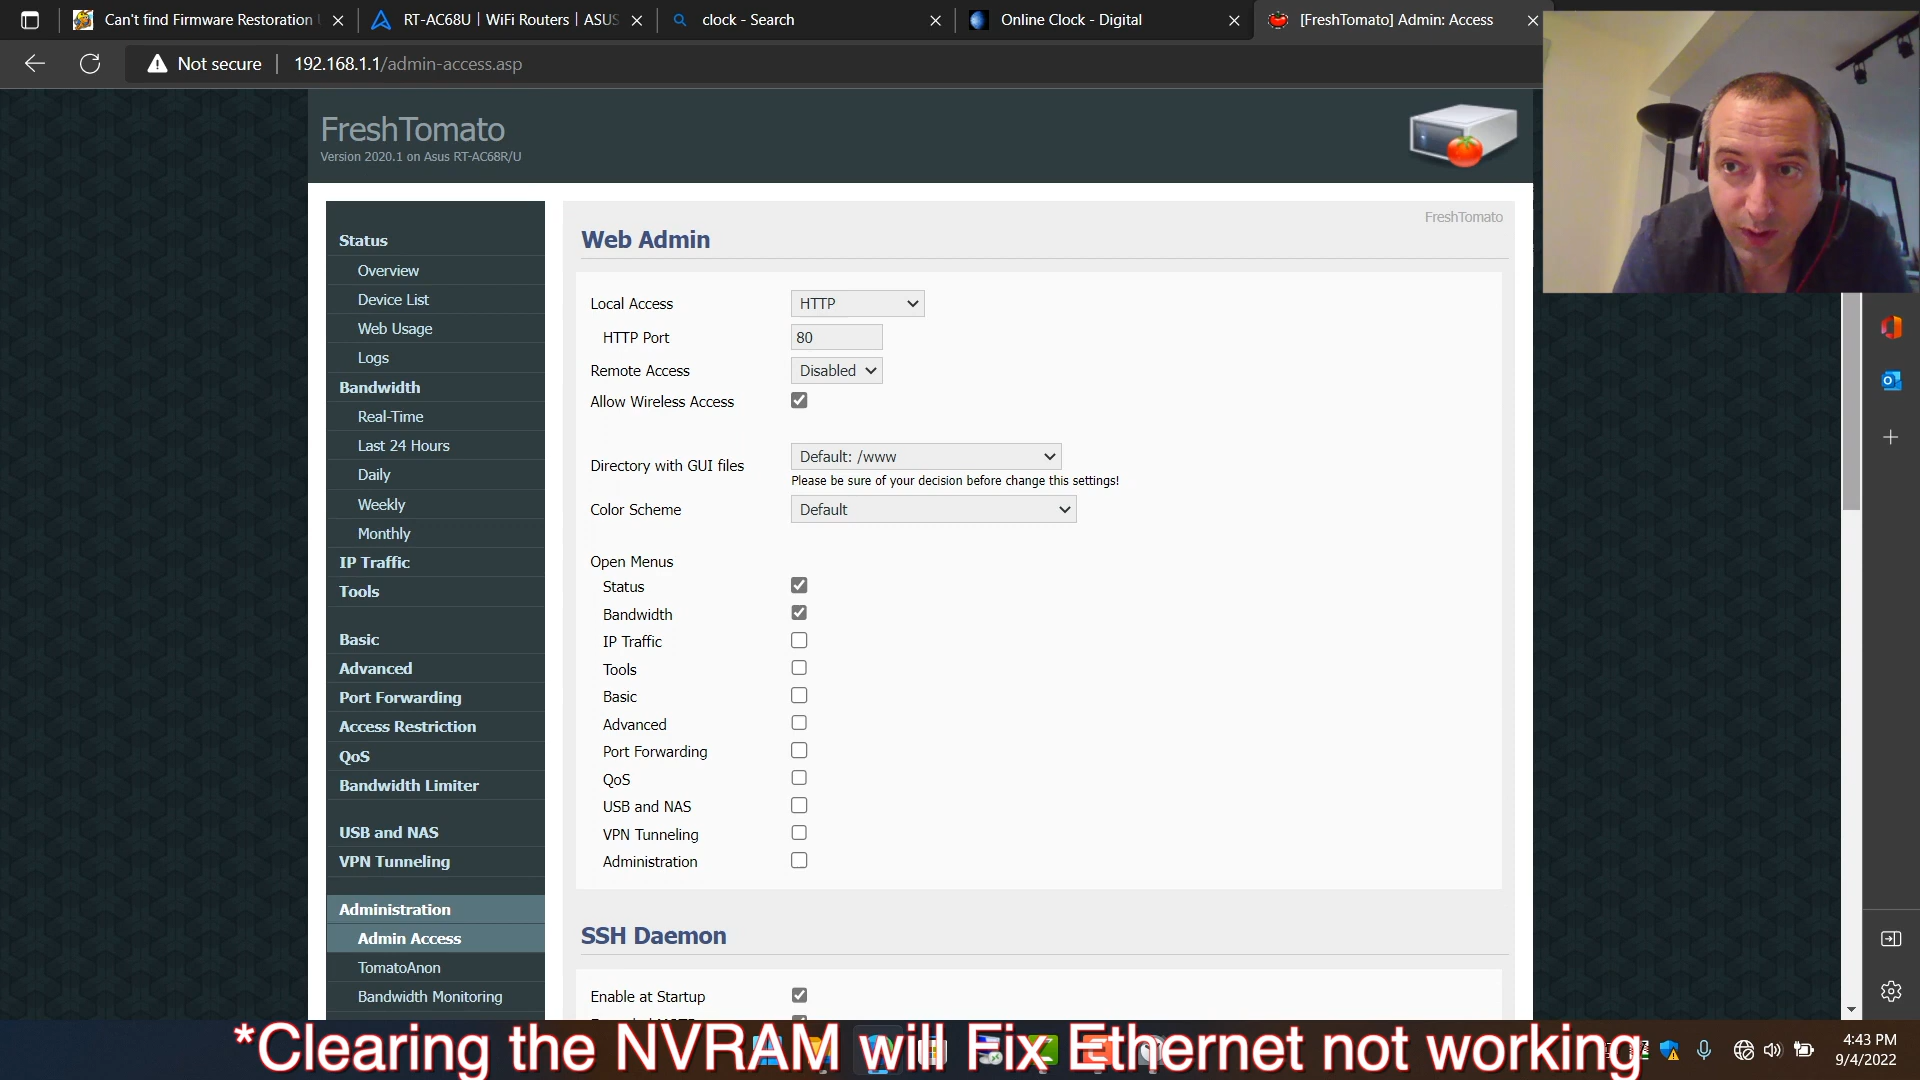 Can't find Firmware Restoration
RT-AC68U | WiFi Routers | ASUS
clock - Search
Online Clock - Digital
[FreshTomato] Admin: Access
Not secure
192.168.1.1/admin-access.asp
FreshTomato
Version 2020.1 on Asus RT-AC68R/U
Status
Overview
Device List
Web Usage
Logs
Bandwidth
Real-Time
Last 24 Hours
Daily
Weekly
Monthly
IP Traffic
Tools
Basic
Advanced
Port Forwarding
Access Restriction
QoS
Bandwidth Limiter
USB and NAS
VPN Tunneling
Administration
Admin Access
TomatoAnon
Bandwidth Monitoring
FreshTomato
Web Admin
Local Access HTTP
HTTP Port 80
Remote Access Disabled
Allow Wireless Access
Directory with GUI files Default: /www
Please be sure of your decision before change this settings!
Color Scheme Default
Open Menus
Status
Bandwidth
IP Traffic
Tools
Basic
Advanced
Port Forwarding
QoS
USB and NAS
VPN Tunneling
Administration
SSH Daemon
Enable at Startup
*Clearing the NVRAM will Fix Ethernet not working
4:43 PM
9/4/2022